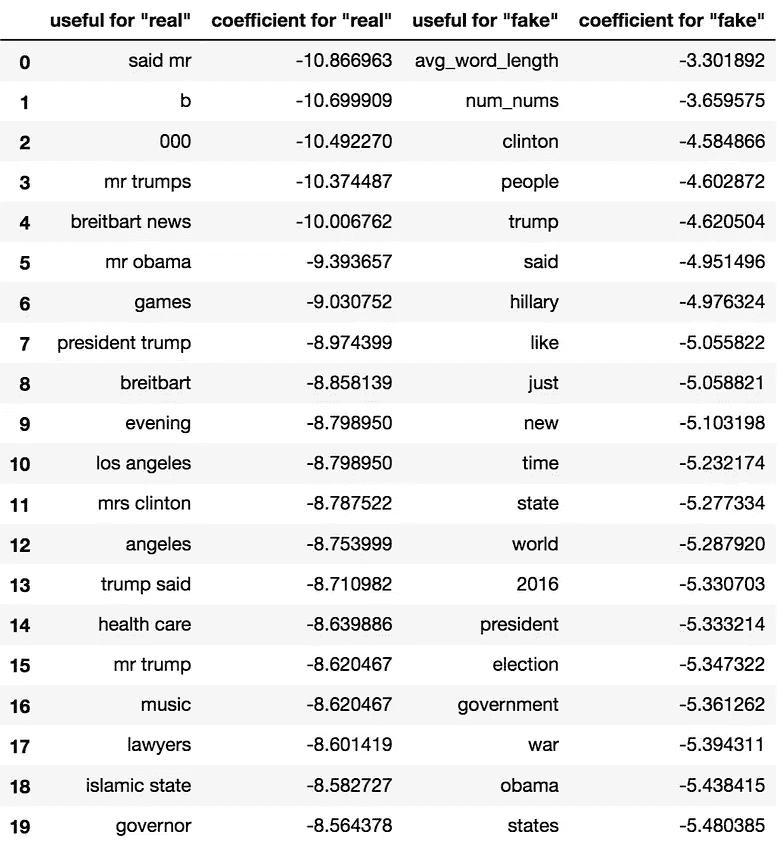 useful for "real" coefficient for "real" useful for "fake" coefficient for "fake"
0 said mr -10.866963 avg_word_length -3.301892
1 b -10.699909 num_nums -3.659575
2 000 -10.492270 clinton -4.584866
3 mr trumps -10.374487 people -4.602872
4 breitbart news -10.006762 trump -4.620504
5 mr obama -9.393657 said -4.951496
6 games -9.030752 hillary -4.976324
7 president trump -8.974399 like -5.055822
8 breitbart -8.858139 just -5.058821
9 evening -8.798950 new -5.103198
10 los angeles -8.798950 time -5.232174
11 mrs clinton -8.787522 state -5.277334
12 angeles -8.753999 world -5.287920
13 trump said -8.710982 2016 -5.330703
14 health care -8.639886 president -5.333214
15 mr trump -8.620467 election -5.347322
16 music -8.620467 government -5.361262
17 lawyers -8.601419 war -5.394311
18 islamic state -8.582727 obama -5.438415
19 governor -8.564378 states -5.480385